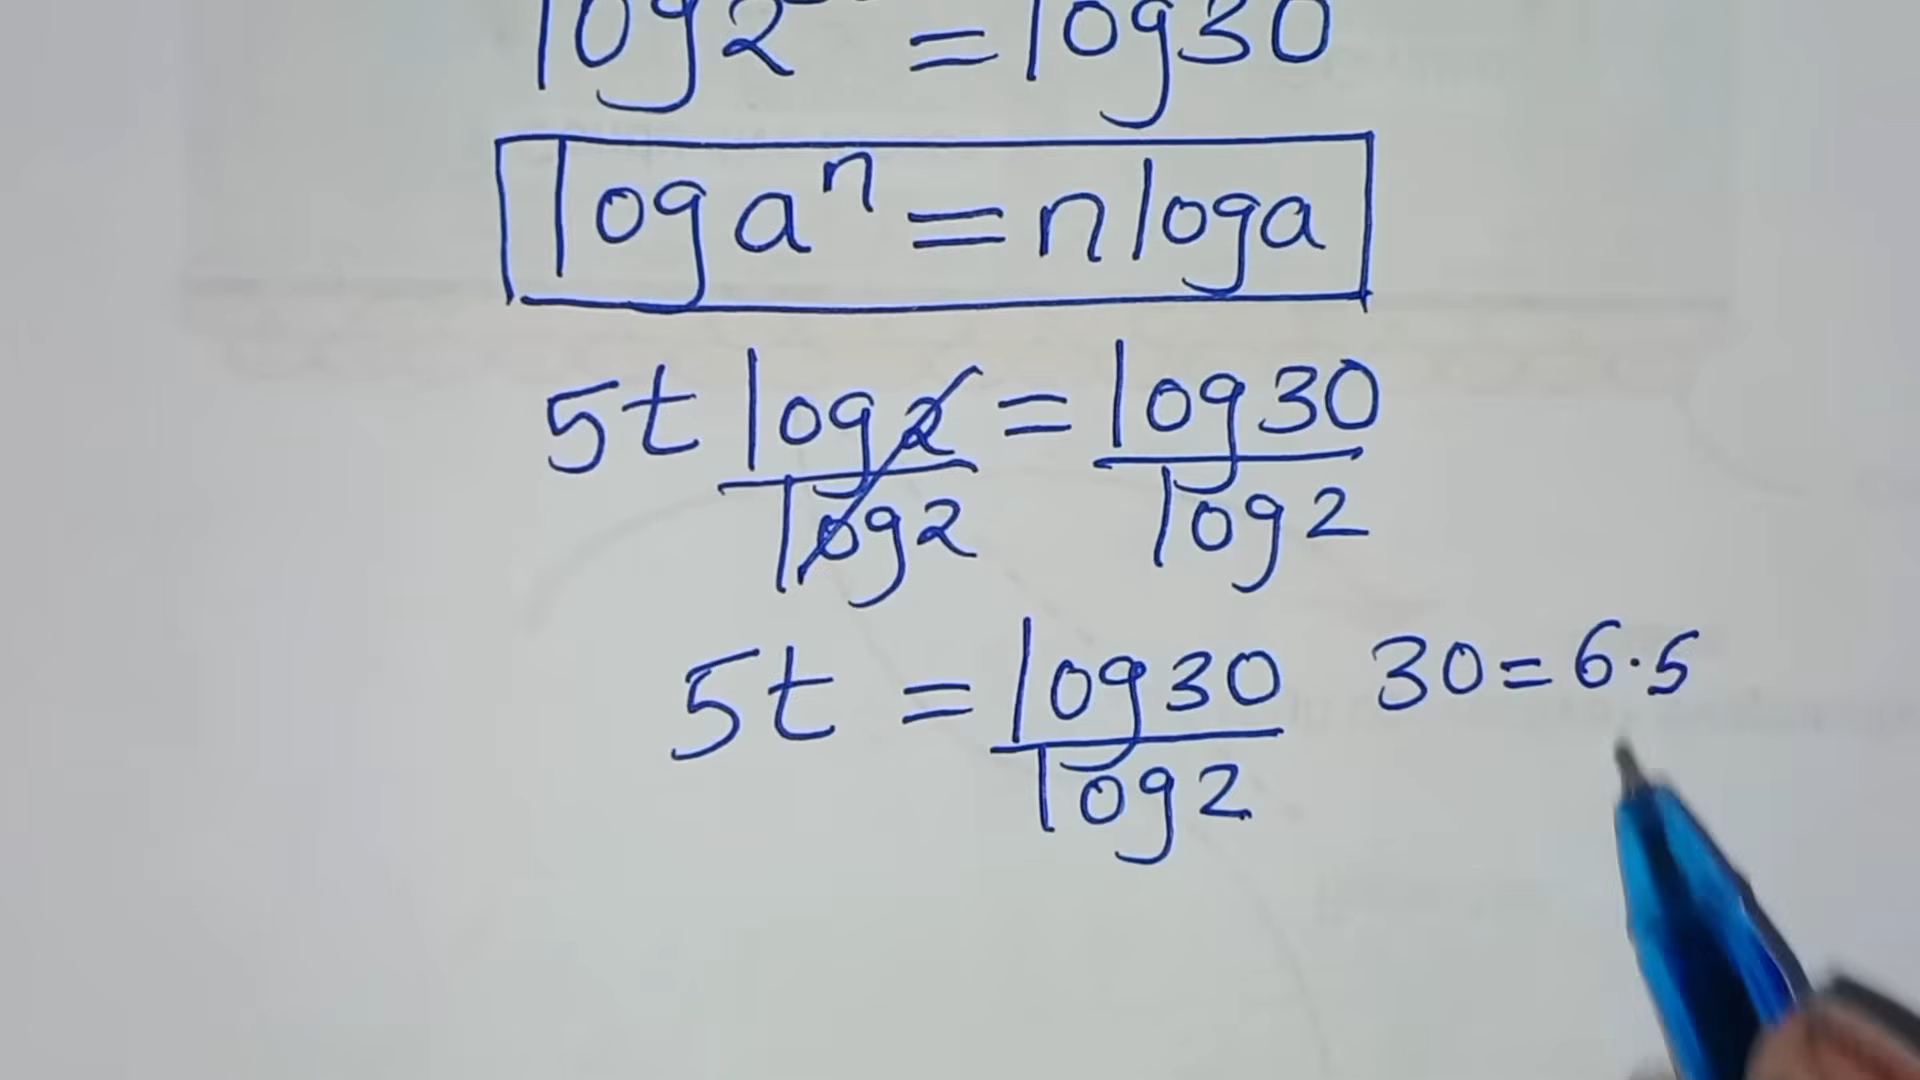 log2 = log30
log aⁿ = n log a
5t log2 = log30
log2 log2
5t = log30 30 = 6·5
log2